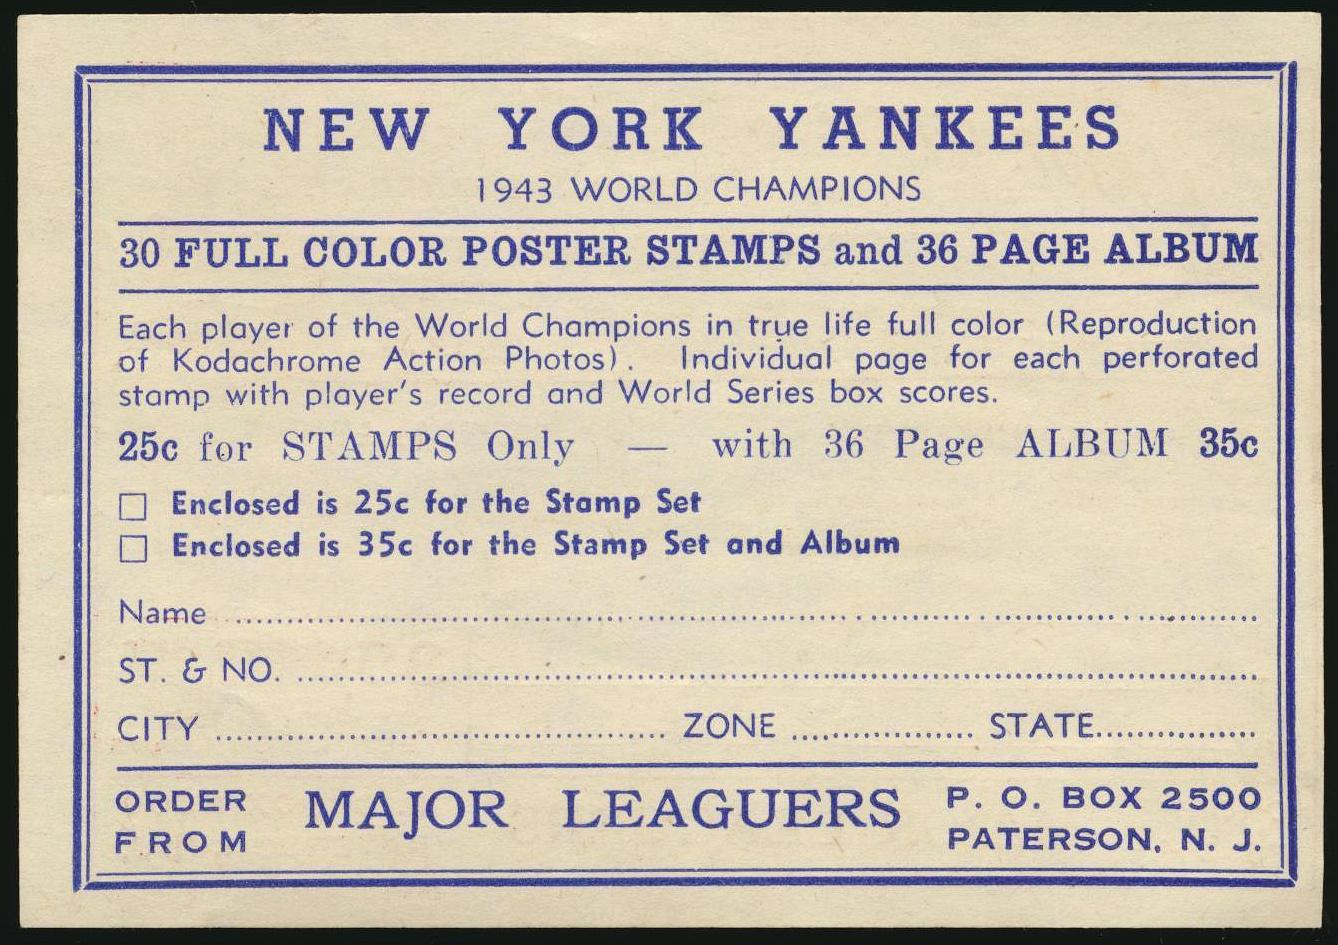 NEW YORK YANKEES
1943 WORLD CHAMPIONS
30 FULL COLOR POSTER STAMPS and 36 PAGE ALBUM
Each player of the World Champions in true life full color (Reproduction
of Kodachrome Action Photos). Individual page for each perforated
stamp with player's record and World Series box scores.
25c for STAMPS Only — with 36 Page ALBUM 35c
☐ Enclosed is 25c for the Stamp Set
☐ Enclosed is 35c for the Stamp Set and Album
Name ........................................
ST. & NO. ........................................
CITY ........................................ ZONE .................. STATE................
ORDER FROM MAJOR LEAGUERS P. O. BOX 2500
PATERSON, N. J.